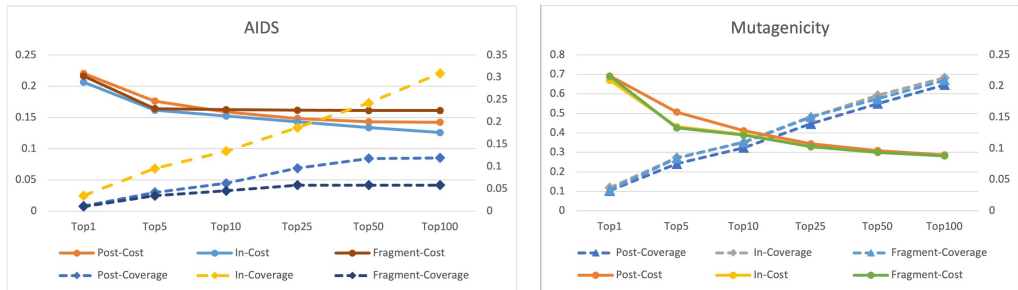 AIDS
0.25 0.35
0.3
0.2
0.25
0.15 0.2
0.1 0.15
0.1
0.05
0.05
0 0
Top1 Top5 Top10 Top25 Top50 Top100
Post-Cost In-Cost Fragment-Cost
Post-Coverage In-Coverage Fragment-Coverage
Mutagenicity
0.8 0.25
0.7
0.2
0.6
0.5 0.15
0.4
0.3 0.1
0.2
0.05
0.1
0 0
Top1 Top5 Top10 Top25 Top50 Top100
Post-Coverage In-Coverage Fragment-Coverage
Post-Cost In-Cost Fragment-Cost